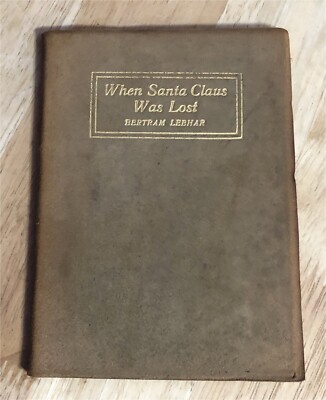 When Santa Claus
Was Lost
BERTRAM LEBHAR